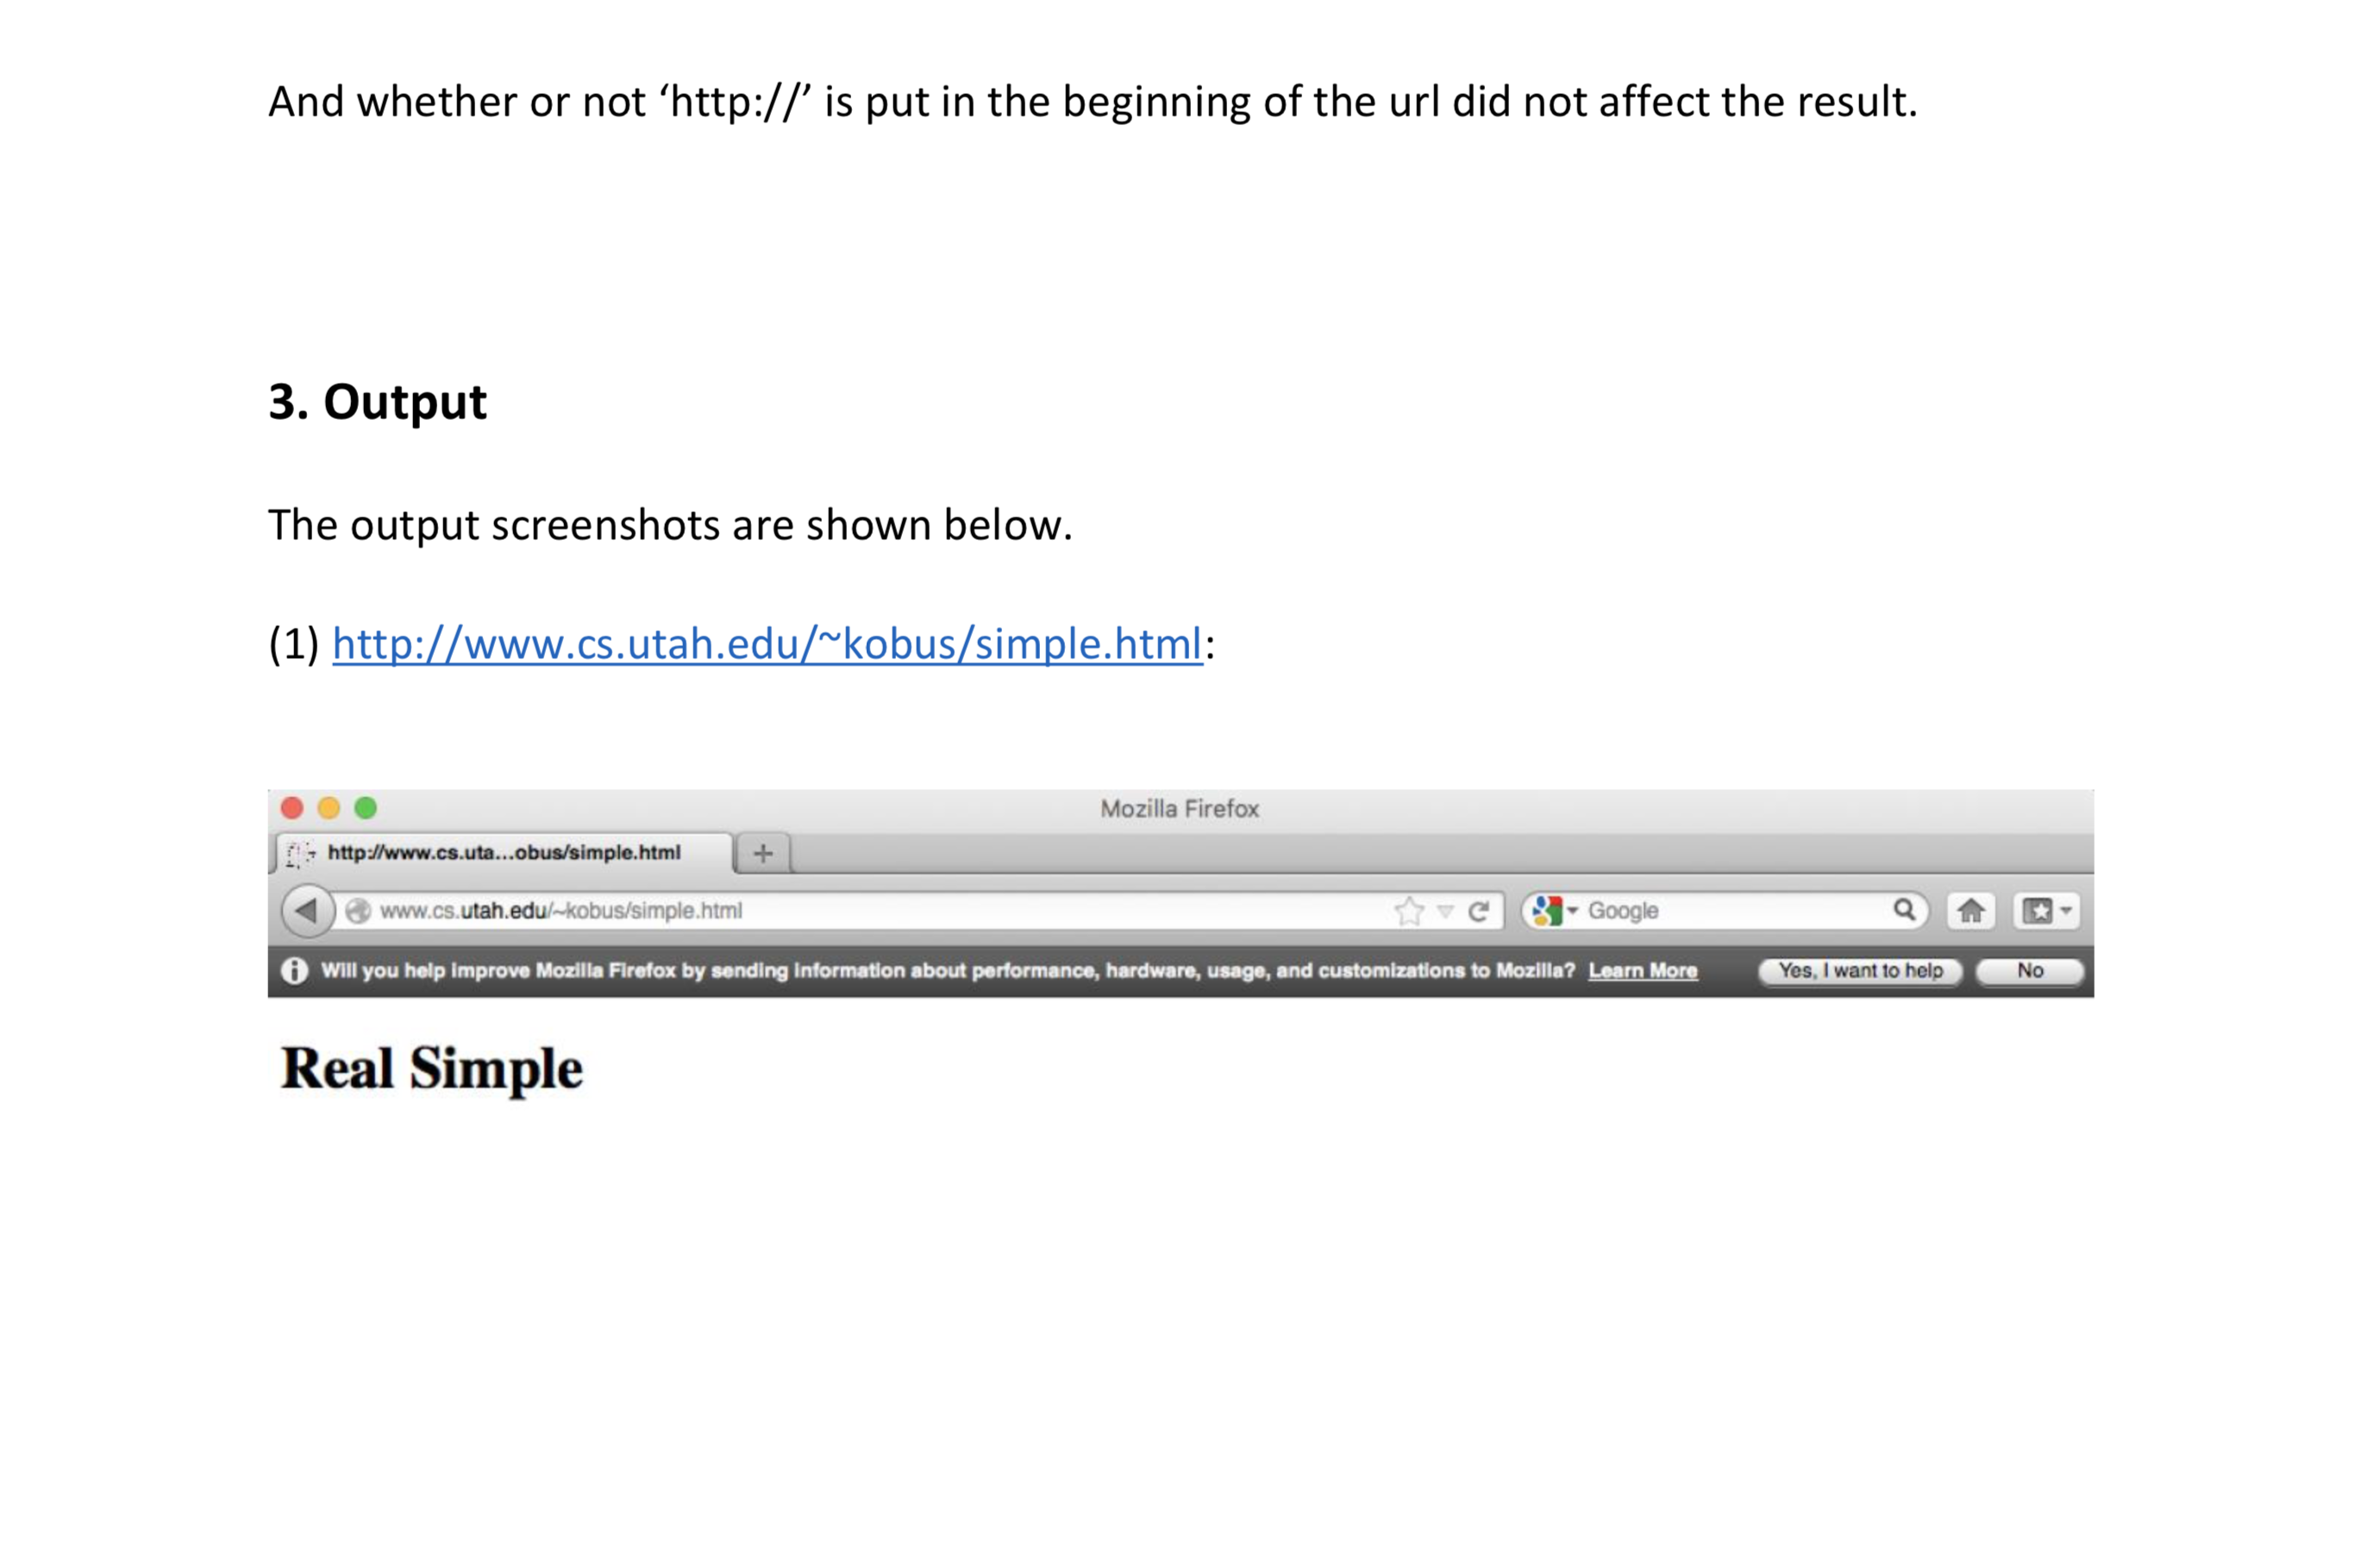 And whether or not ‘http://’ is put in the beginning of the url did not affect the result.
3. Output
The output screenshots are shown below.
(1) http://www.cs.utah.edu/~kobus/simple.html:
Mozilla Firefox
http://www.cs.uta...obus/simple.html
www.cs.utah.edu/~kobus/simple.html
Google
Will you help improve Mozilla Firefox by sending information about performance, hardware, usage, and customizations to Mozilla? Learn More Yes, I want to help No
Real Simple